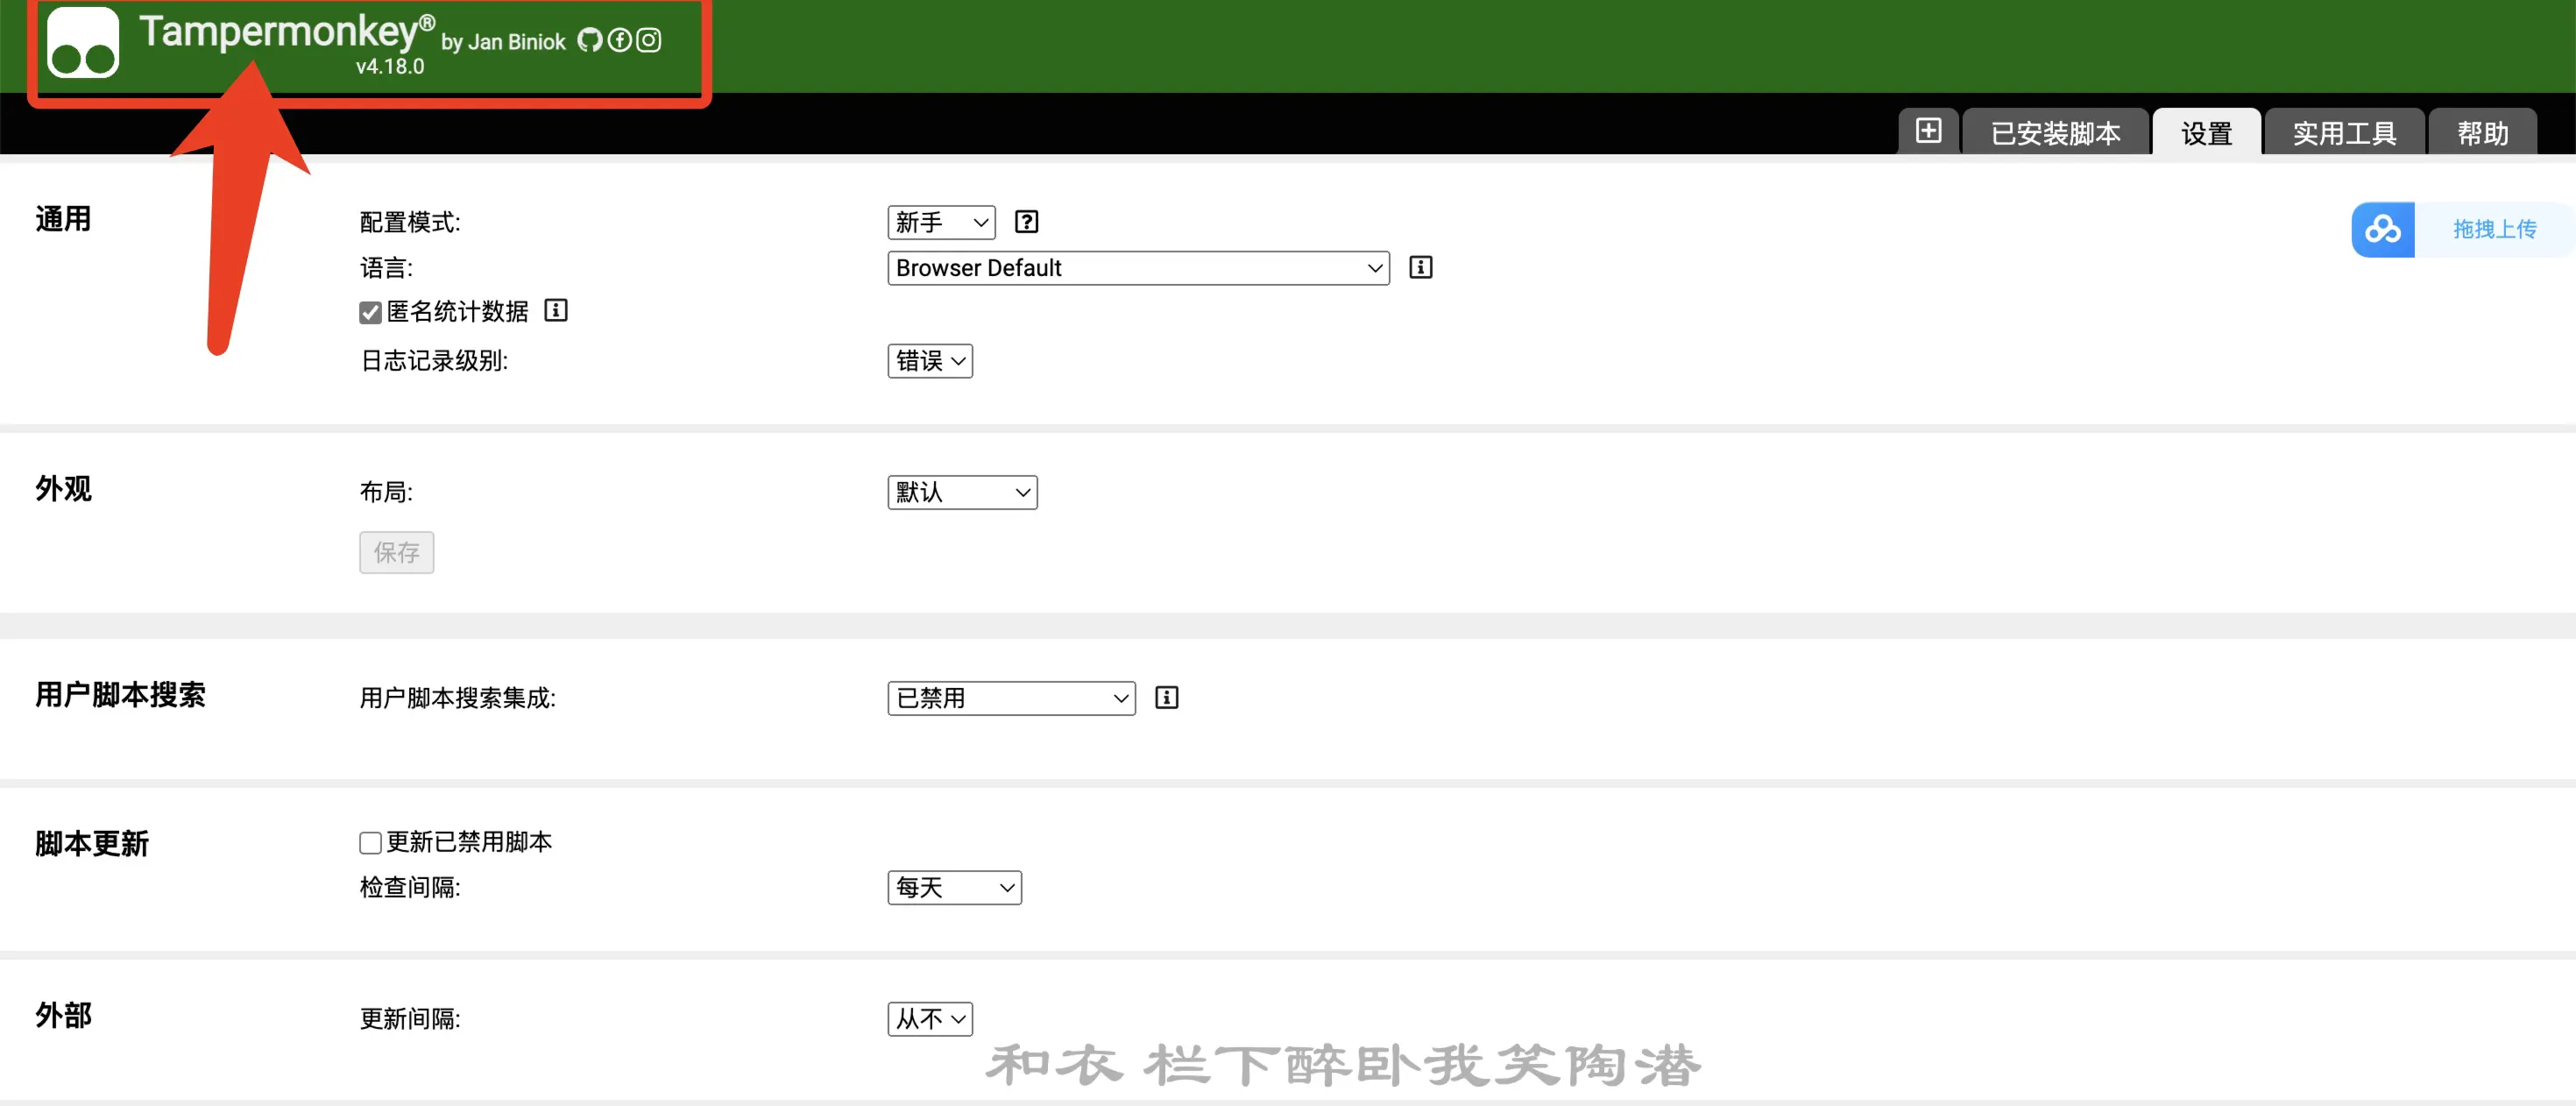 Tampermonkey® by Jan Biniok
v4.18.0
已安装脚本 设置 实用工具 帮助
通用
配置模式: 新手
语言: Browser Default
匿名统计数据
日志记录级别: 错误
拖拽上传
外观
布局: 默认
保存
用户脚本搜索
用户脚本搜索集成: 已禁用
脚本更新
更新已禁用脚本
检查间隔: 每天
外部
更新间隔: 从不
和衣 栏下醉卧我笑陶潜